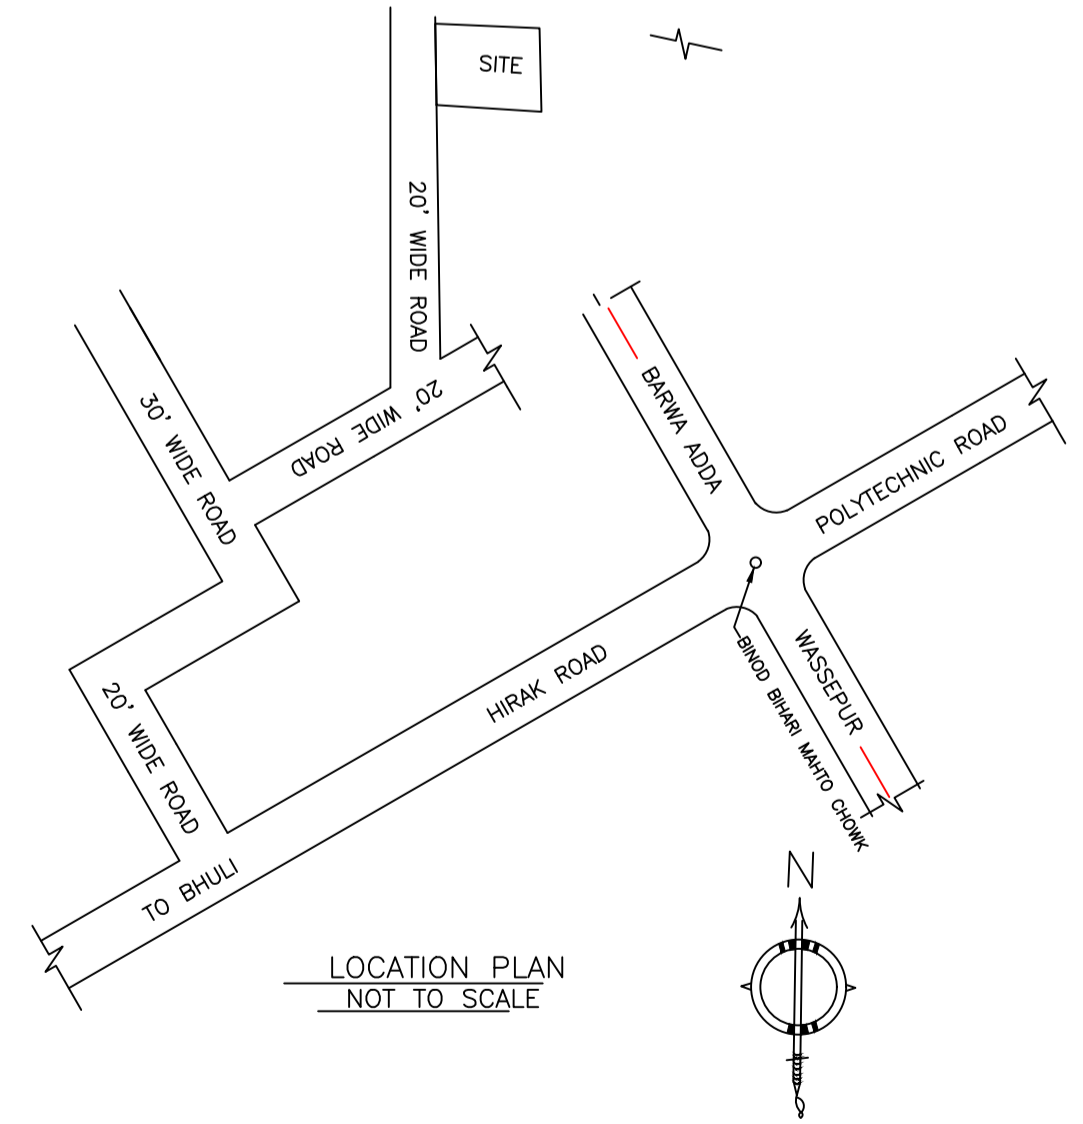 SITE
20' WIDE ROAD
20' WIDE ROAD
30' WIDE ROAD
BARWA ADDA
POLYTECHNIC ROAD
HIRAK ROAD
WASSEPUR
BINOD BIHARI MAHTO CHOWK
20' WIDE ROAD
TO BHULI
N
LOCATION PLAN
NOT TO SCALE